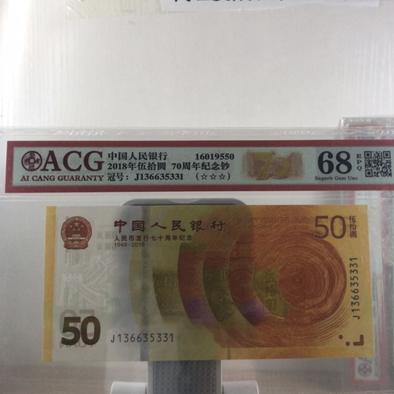 ACG
AI CANG GUARANTY
中国人民银行 16019550
2018年伍拾圆 70周年纪念钞
冠号: J136635331 (☆☆☆)
68
EPQ
Superb Gem Unc
中国人民银行
人民币发行七十周年纪念
1948-2018
50
伍拾圆
J136635331
50
J136635331